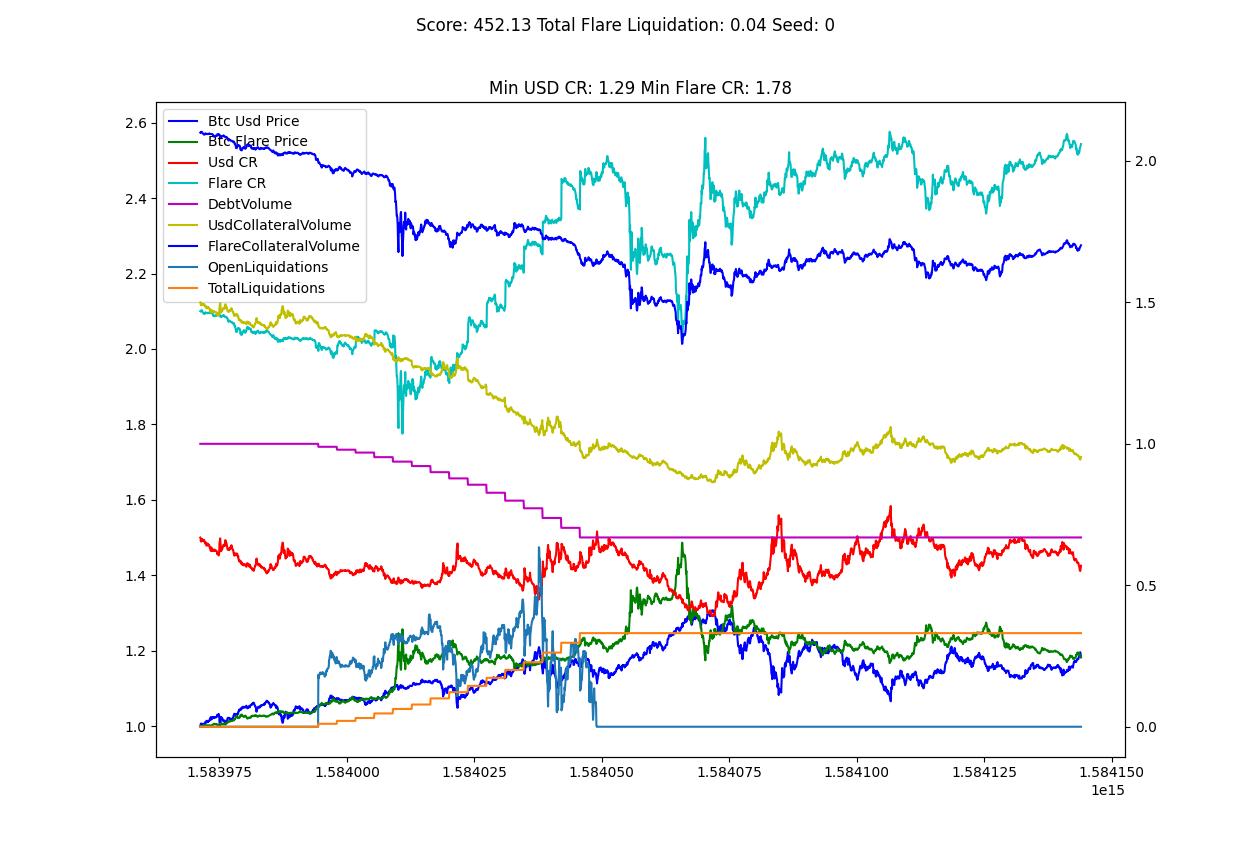 Score: 452.13 Total Flare Liquidation: 0.04 Seed: 0
Min USD CR: 1.29 Min Flare CR: 1.78
Btc Usd Price
Btc Flare Price
Usd CR
Flare CR
DebtVolume
UsdCollateralVolume
FlareCollateralVolume
OpenLiquidations
TotalLiquidations
2.6
2.4
2.2
2.0
1.8
1.6
1.4
1.2
1.0
2.0
1.5
1.0
0.5
0.0
1.583975 1.584000 1.584025 1.584050 1.584075 1.584100 1.584125 1.584150
1e15